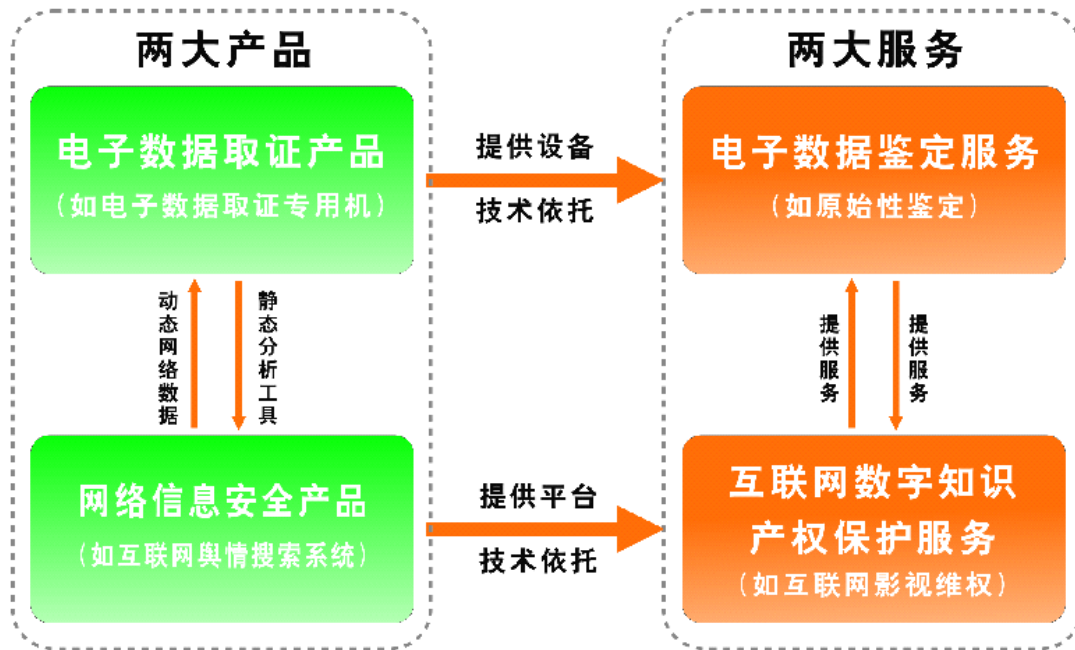 两大产品
电子数据取证产品
（如电子数据取证专用机）
动态网络数据
静态分析工具
网络信息安全产品
（如互联网舆情搜索系统）
提供设备
技术依托
提供平台
技术依托
两大服务
电子数据鉴定服务
（如原始性鉴定）
提供服务
提供服务
互联网数字知识
产权保护服务
（如互联网影视维权）